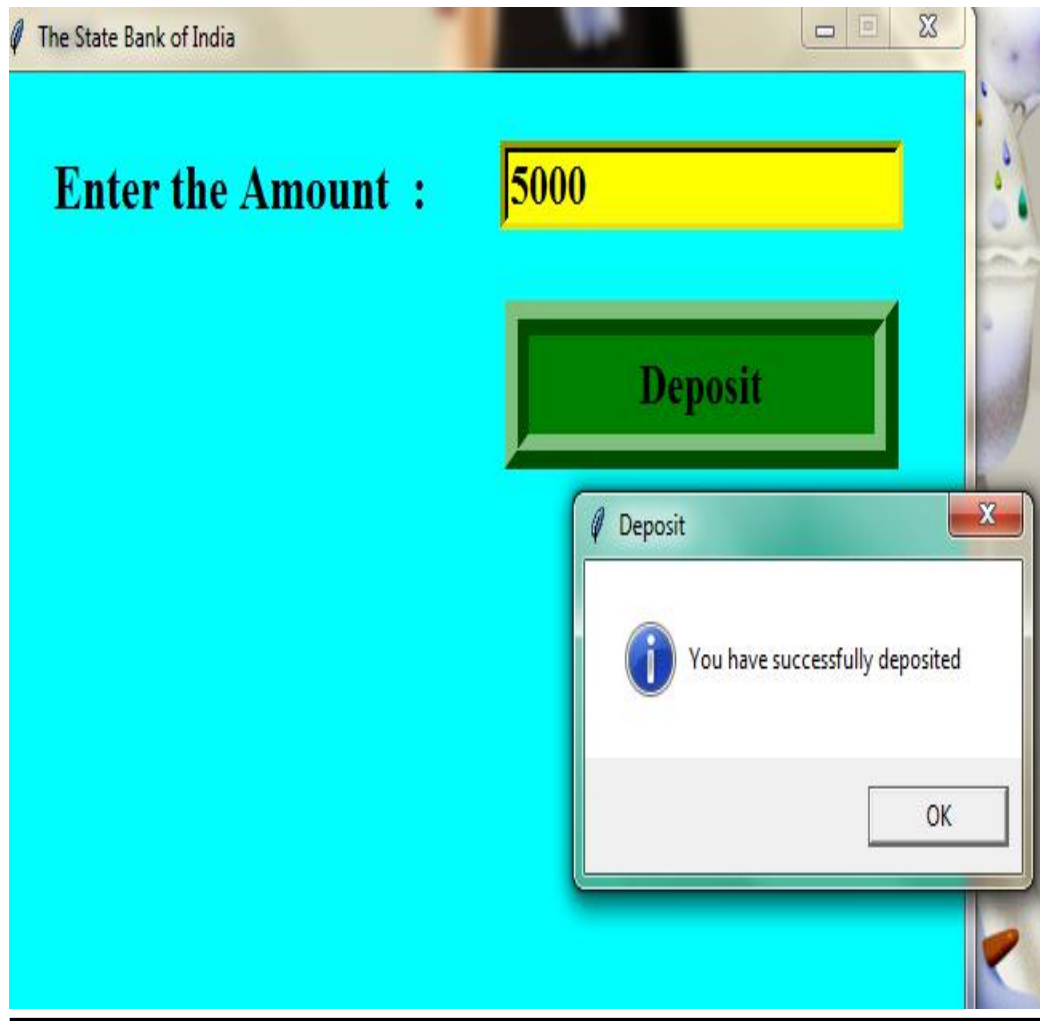 The State Bank of India
Enter the Amount :
5000
Deposit
Deposit
You have successfully deposited
OK